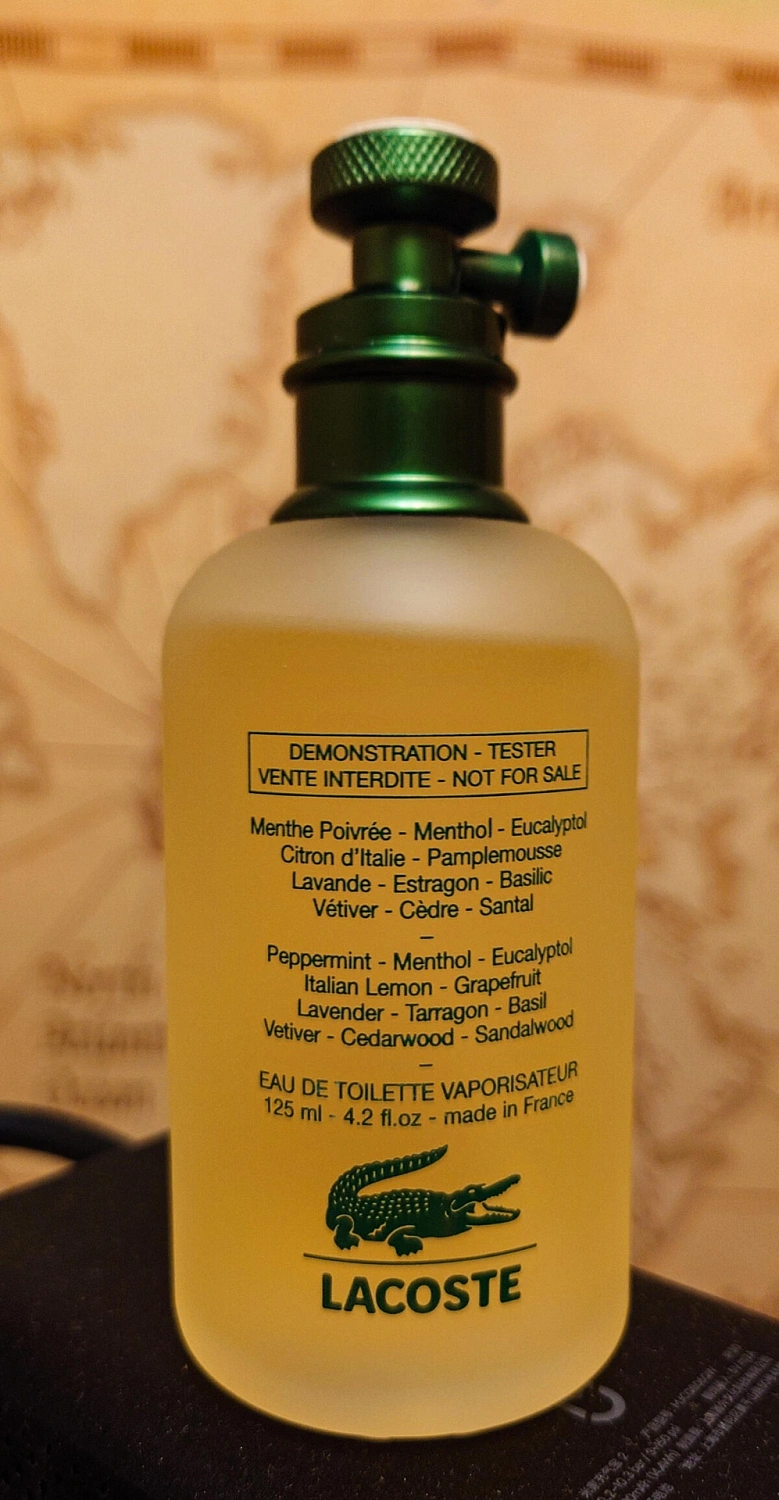 DEMONSTRATION - TESTER
VENTE INTERDITE - NOT FOR SALE
Menthe Poivrée - Menthol - Eucalyptol
Citron d'Italie - Pamplemousse
Lavande - Estragon - Basilic
Vétiver - Cèdre - Santal
–
Peppermint - Menthol - Eucalyptol
Italian Lemon - Grapefruit
Lavender - Tarragon - Basil
Vetiver - Cedarwood - Sandalwood
–
EAU DE TOILETTE VAPORISATEUR
125 ml - 4.2 fl.oz - made in France
LACOSTE